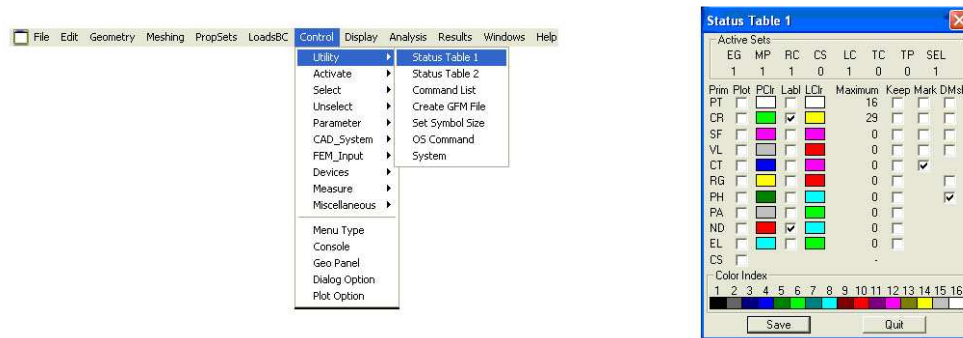 File Edit Geometry Meshing PropSets LoadsBC Control Display Analysis Results Windows Help
Utility
Activate
Select
Unselect
Parameter
CAD_System
FEM_Input
Devices
Measure
Miscellaneous
Menu Type
Console
Geo Panel
Dialog Option
Plot Option
Status Table 1
Status Table 2
Command List
Create GFM File
Set Symbol Size
OS Command
System
Status Table 1
Active Sets
EG MP RC CS LC TC TP SEL
1 1 1 0 1 0 0 1
Prim Plot PClr Labl LClr Maximum Keep Mark DMsh
PT 16
CR 29
SF 0
VL 0
CT 0
RG 0
PH 0
PA 0
ND 0
EL 0
CS -
Color Index
1 2 3 4 5 6 7 8 9 10 11 12 13 14 15 16
Save Quit